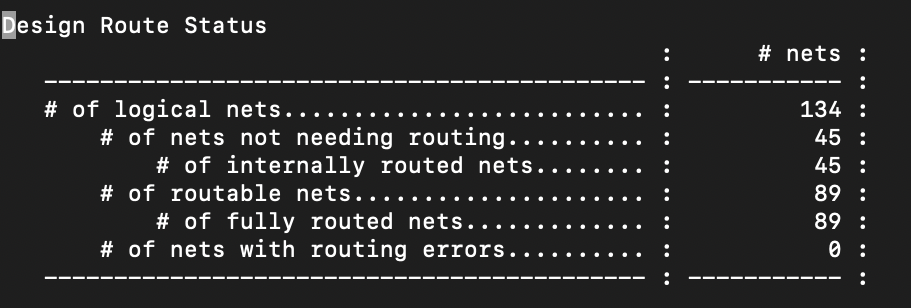 Design Route Status
                                               :      # nets :
   ------------------------------------------- : ----------- :
   # of logical nets.......................... :         134 :
       # of nets not needing routing.......... :          45 :
           # of internally routed nets........ :          45 :
       # of routable nets..................... :          89 :
           # of fully routed nets............. :          89 :
       # of nets with routing errors.......... :           0 :
   ------------------------------------------- : ----------- :